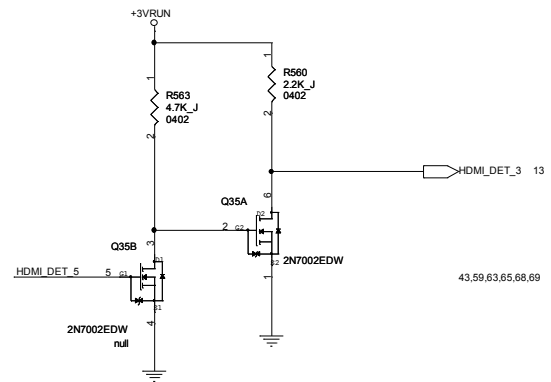 +3VRUN
1
R563
4.7K_J
0402
2
1
R560
2.2K_J
0402
2
HDMI_DET_3 13
6
Q35A
D2
2 G2
S2
2N7002EDW
1
Q35B
3
D1
HDMI_DET_5 5 G1
S1
2N7002EDW
null
4
43,59,63,65,68,69